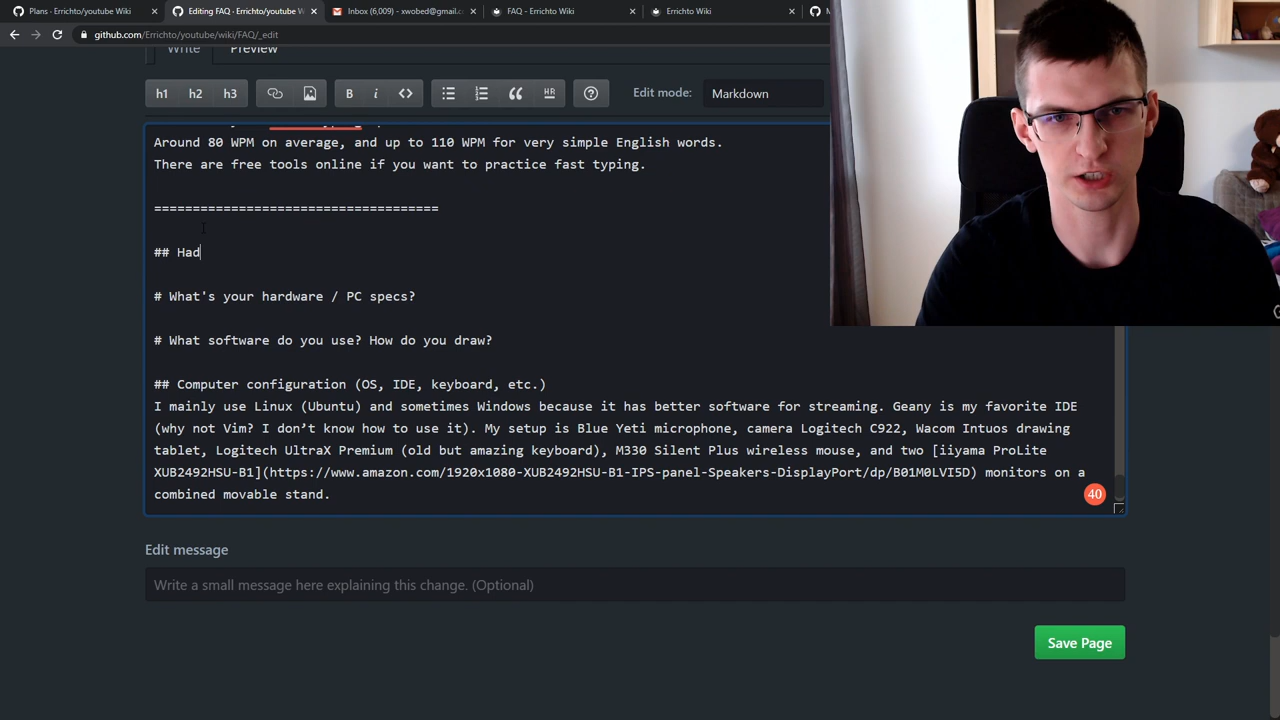 Plans · Errichto/youtube Wiki
Editing FAQ · Errichto/youtube W
Inbox (6,009) - xwobed@gmail.c
FAQ - Errichto Wiki
Errichto Wiki
github.com/Errichto/youtube/wiki/FAQ/_edit
Write
Preview
h1
h2
h3
B
i
<>
HR
Edit mode:
Markdown
Around 80 WPM on average, and up to 110 WPM for very simple English words.
There are free tools online if you want to practice fast typing.
=====================================
## Had
# What's your hardware / PC specs?
# What software do you use? How do you draw?
## Computer configuration (OS, IDE, keyboard, etc.)
I mainly use Linux (Ubuntu) and sometimes Windows because it has better software for streaming. Geany is my favorite IDE
(why not Vim? I don’t know how to use it). My setup is Blue Yeti microphone, camera Logitech C922, Wacom Intuos drawing
tablet, Logitech UltraX Premium (old but amazing keyboard), M330 Silent Plus wireless mouse, and two [iiyama ProLite
XUB2492HSU-B1](https://www.amazon.com/1920x1080-XUB2492HSU-B1-IPS-panel-Speakers-DisplayPort/dp/B01M0LVI5D) monitors on a
combined movable stand.
40
Edit message
Write a small message here explaining this change. (Optional)
Save Page